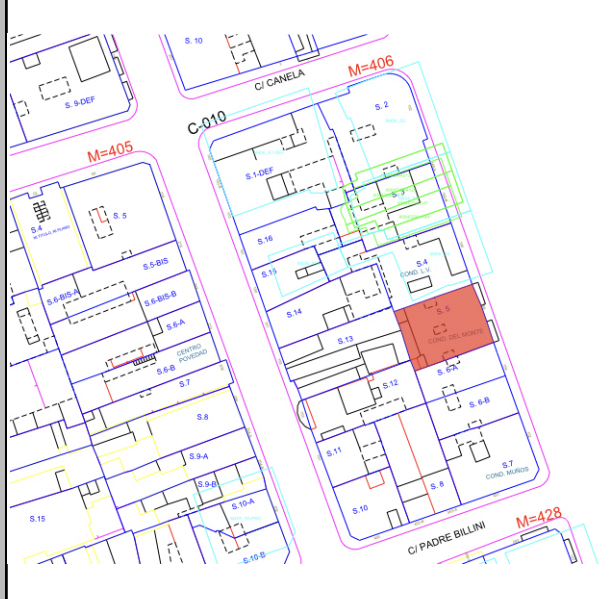 S. 10
C/ CANELA
M=406
S. 9-DEF
C-010
S. 2
M=405
S.1-DEF
S. 3
S.4
S. 5
S.16
S.5-BIS
S.15
S.4
COND. L.V.
S.6-BIS-A
S.6-BIS-B
S.14
S. 5
S.6-A
S.13
COND. DEL MONTE
CENTRO
POVEDAD
S.6-B
S. 6-A
S.7
S.12
S.8
S. 6-B
S.11
S.9-A
S.7
COND. MUÑOS
S.9-B
S. 8
S.10-A
S.10
S.15
M=428
C/ PADRE BILLINI
S.10-B